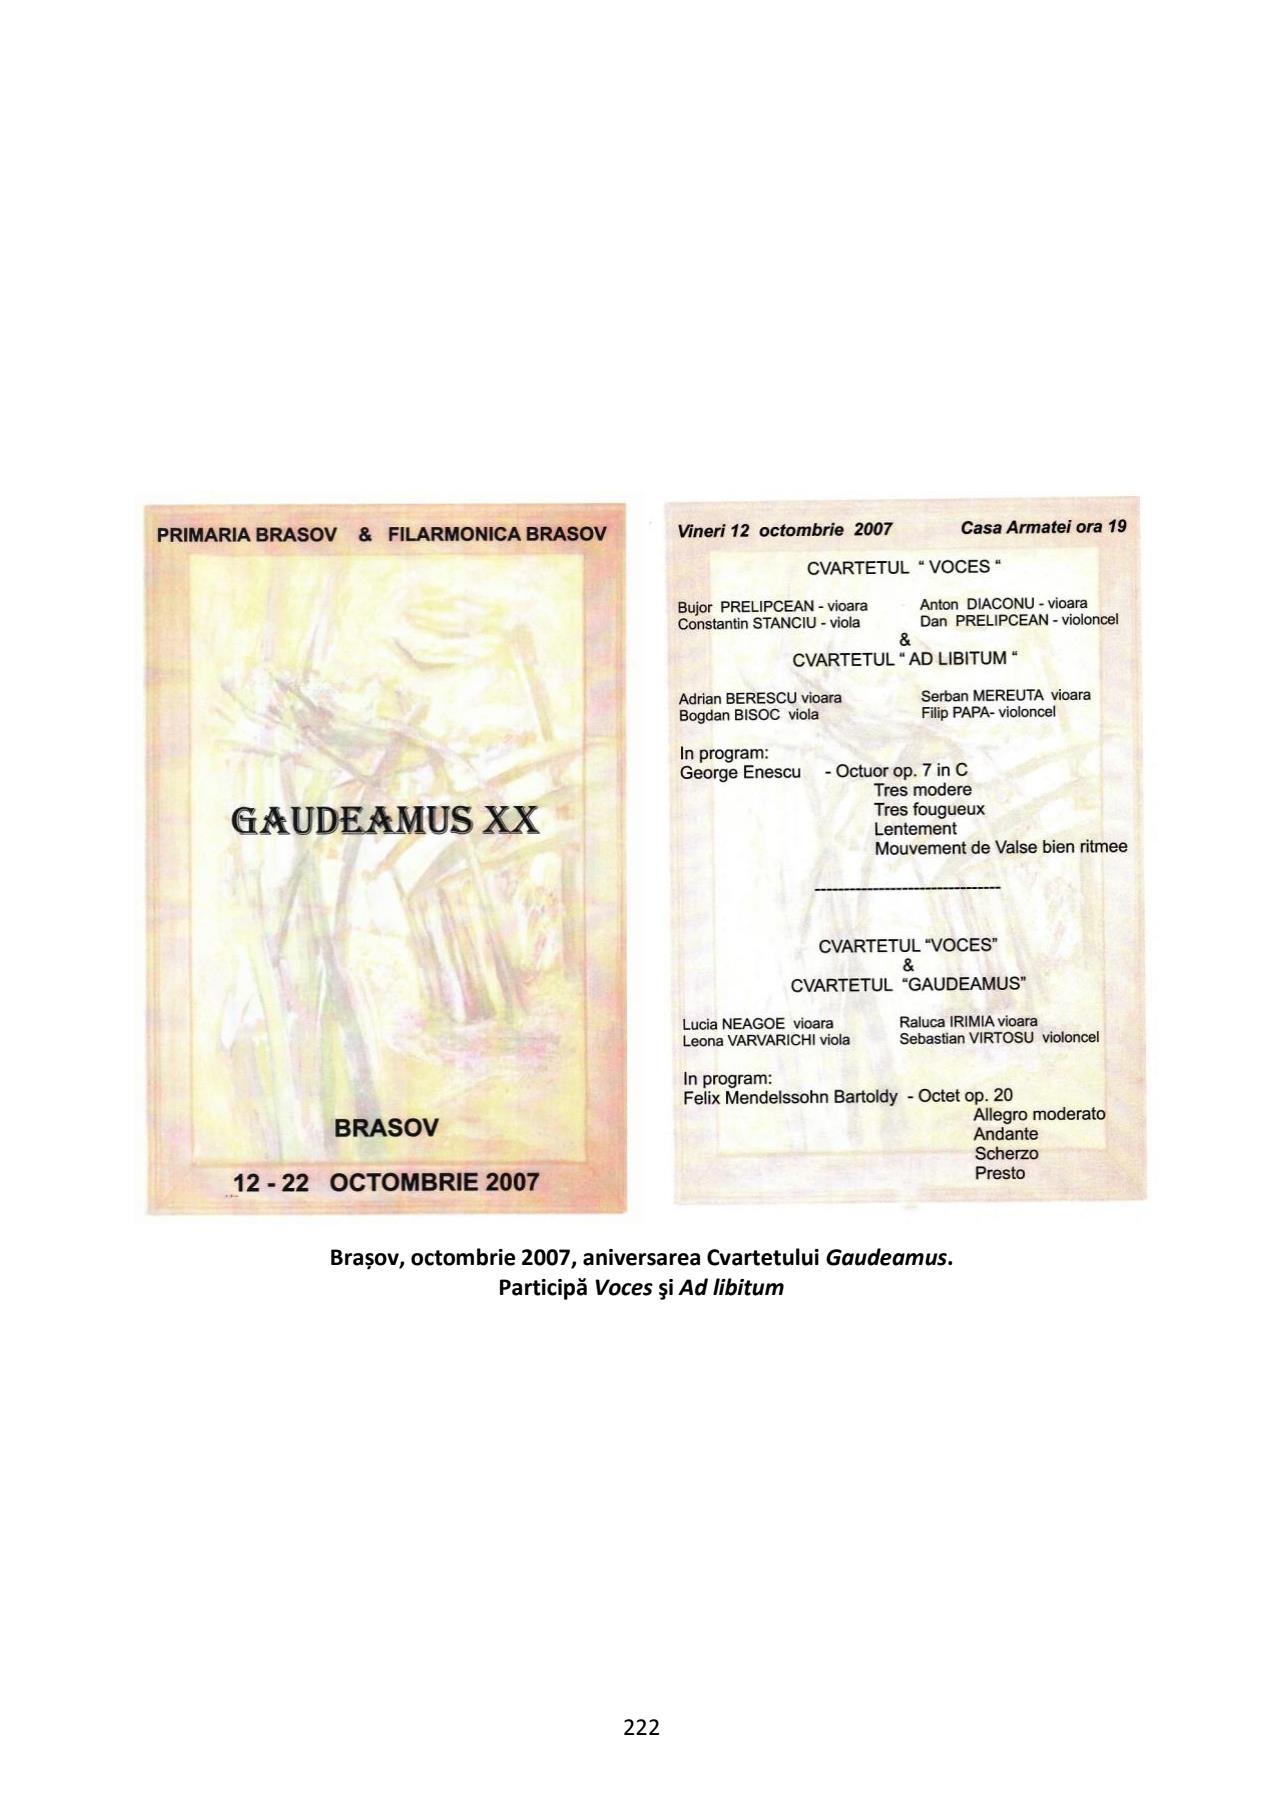 PRIMARIA BRASOV & FILARMONICA BRASOV
GAUDEAMUS XX
BRASOV
12 - 22 OCTOMBRIE 2007
Vineri 12 octombrie 2007 Casa Armatei ora 19
CVARTETUL “ VOCES “
Bujor PRELIPCEAN - vioara Anton DIACONU - vioara
Constantin STANCIU - viola Dan PRELIPCEAN - violoncel
&
CVARTETUL “ AD LIBITUM “
Adrian BERESCU vioara Serban MEREUTA vioara
Bogdan BISOC viola Filip PAPA- violoncel
In program:
George Enescu - Octuor op. 7 in C
Tres modere
Tres fougueux
Lentement
Mouvement de Valse bien ritmee
--------------------------------
CVARTETUL “VOCES”
&
CVARTETUL “GAUDEAMUS”
Lucia NEAGOE vioara Raluca IRIMIA vioara
Leona VARVARICHI viola Sebastian VIRTOSU violoncel
In program:
Felix Mendelssohn Bartoldy - Octet op. 20
Allegro moderato
Andante
Scherzo
Presto
Brașov, octombrie 2007, aniversarea Cvartetului Gaudeamus.
Participă Voces şi Ad libitum
222